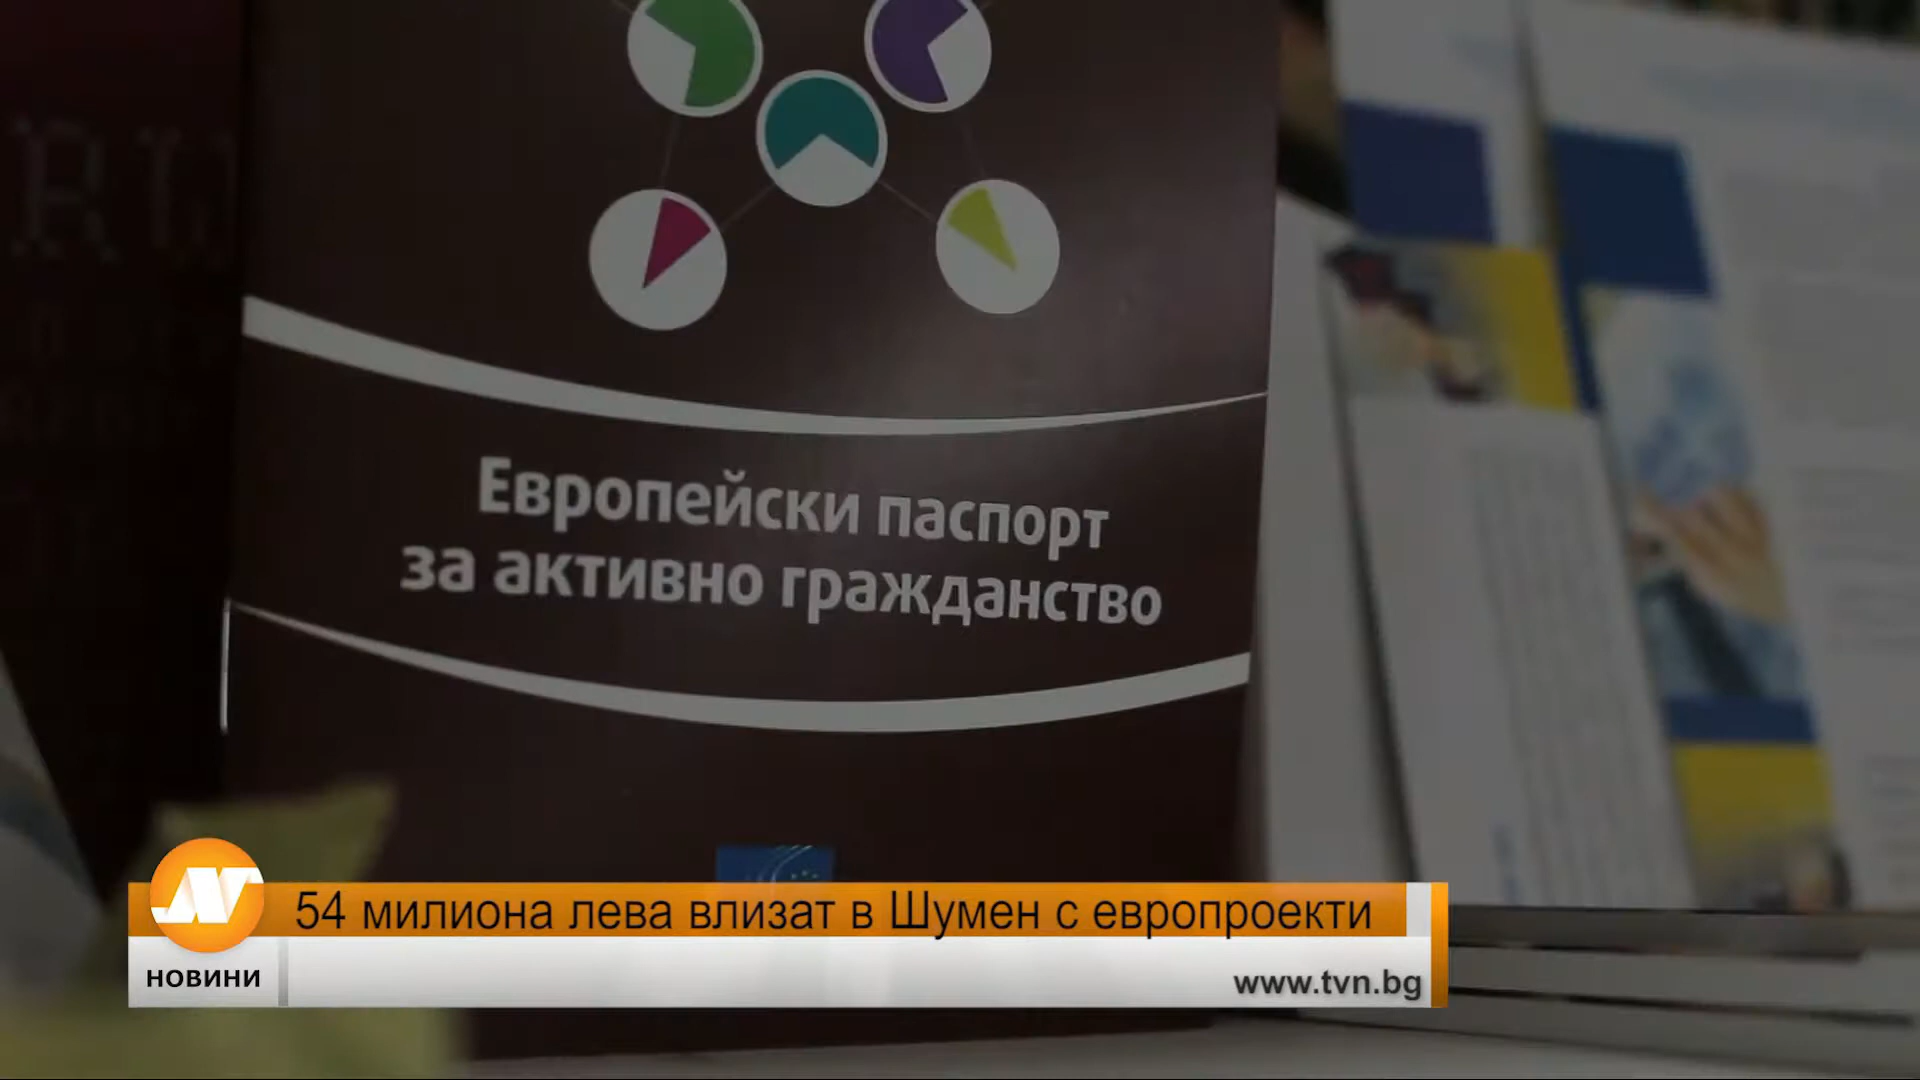 Европейски паспорт
за активно гражданство
54 милиона лева влизат в Шумен с европроекти
НОВИНИ
www.tvn.bg